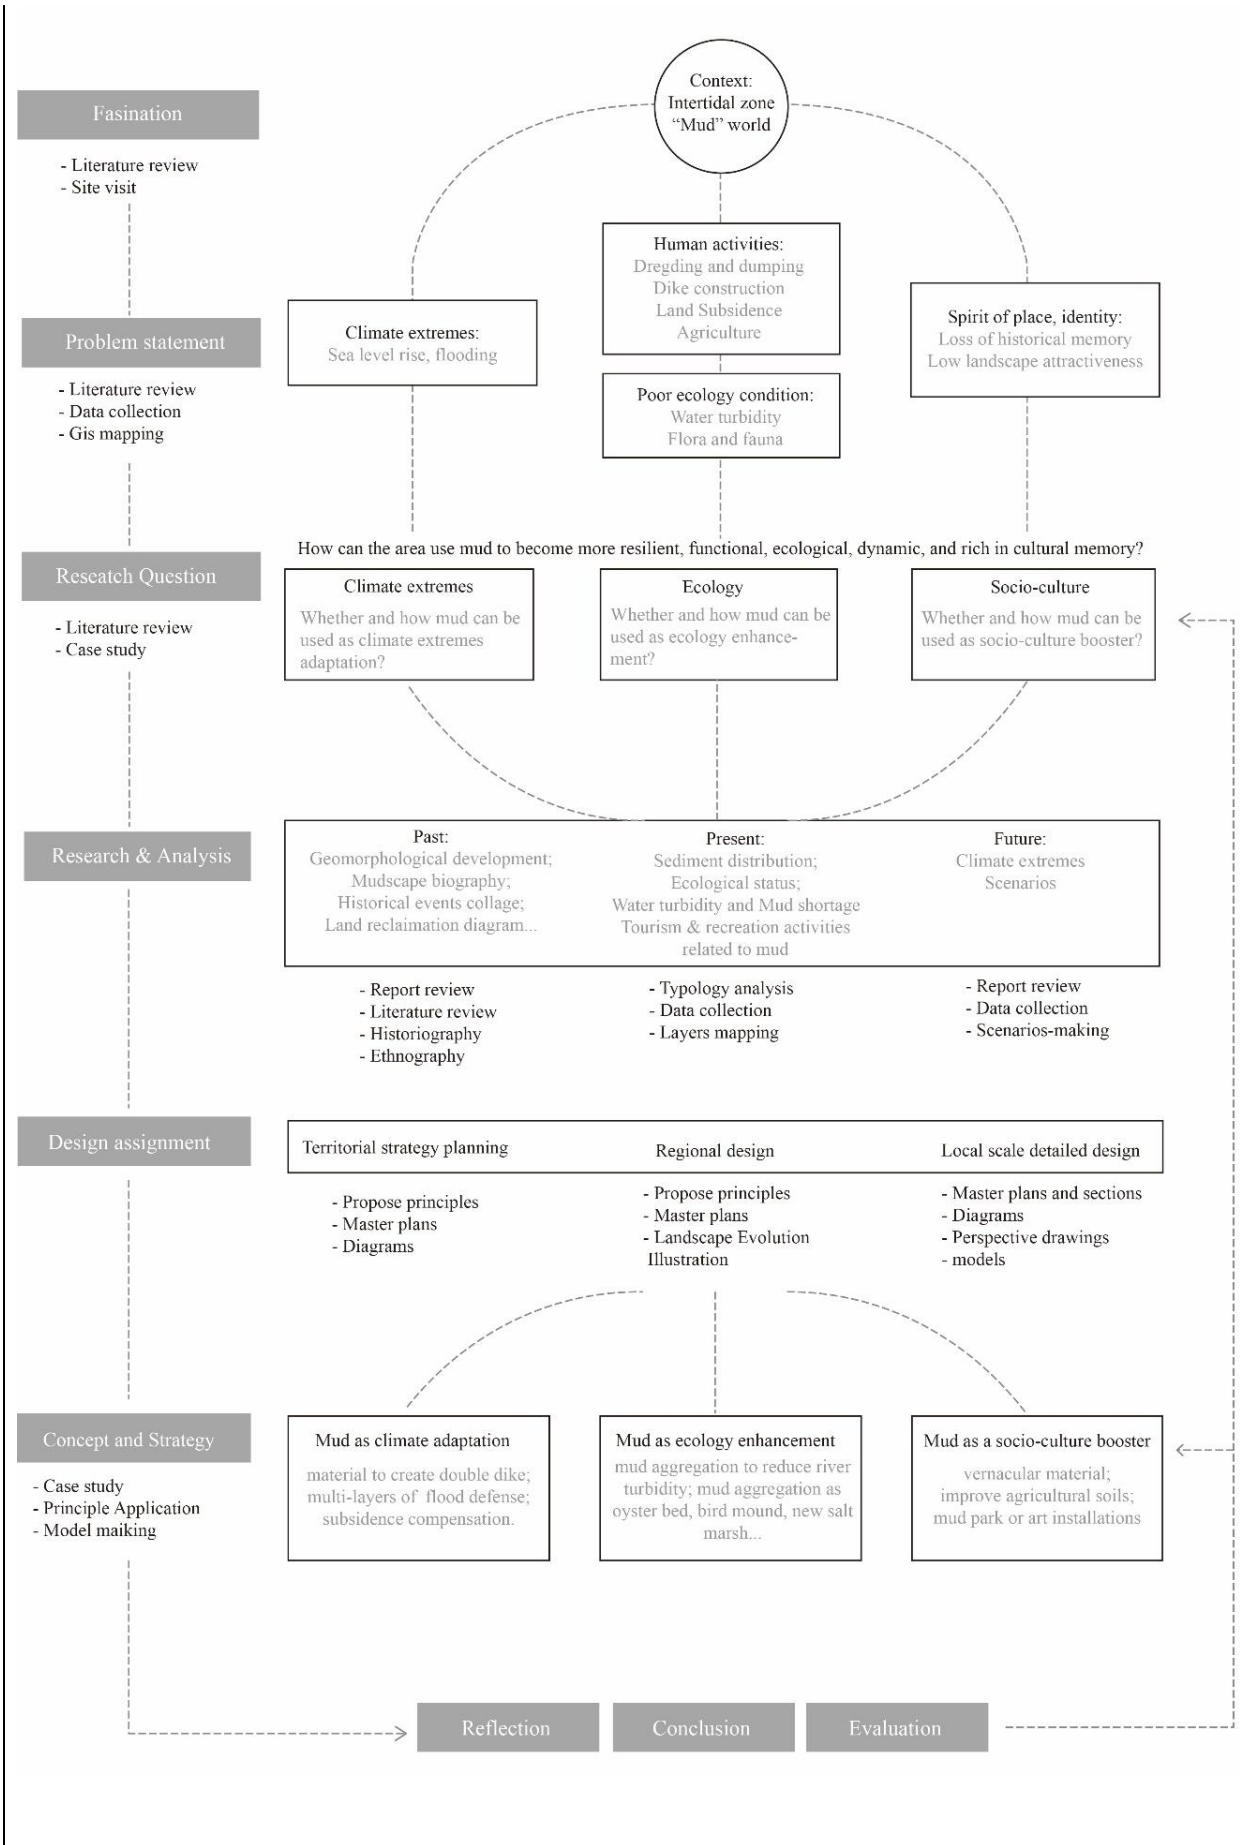 Context:
Intertidal zone
“Mud” world
Fasination
- Literature review
- Site visit
Human activities:
Dregding and dumping
Dike construction
Land Subsidence
Agriculture
Climate extremes:
Sea level rise, flooding
Spirit of place, identity:
Loss of historical memory
Low landscape attractiveness
Problem statement
- Literature review
- Data collection
- Gis mapping
Poor ecology condition:
Water turbidity
Flora and fauna
How can the area use mud to become more resilient, functional, ecological, dynamic, and rich in cultural memory?
Reseatch Question
- Literature review
- Case study
Climate extremes
Whether and how mud can be
used as climate extremes
adaptation?
Ecology
Whether and how mud can be
used as ecology enhance-
ment?
Socio-culture
Whether and how mud can be
used as socio-culture booster?
Research & Analysis
Past:
Geomorphological development;
Mudscape biography;
Historical events collage;
Land reclaimation diagram...
Present:
Sediment distribution;
Ecological status;
Water turbidity and Mud shortage
Tourism & recreation activities
related to mud
Future:
Climate extremes
Scenarios
- Report review
- Literature review
- Historiography
- Ethnography
- Typology analysis
- Data collection
- Layers mapping
- Report review
- Data collection
- Scenarios-making
Design assignment
Territorial strategy planning
Regional design
Local scale detailed design
- Propose principles
- Master plans
- Diagrams
- Propose principles
- Master plans
- Landscape Evolution
Illustration
- Master plans and sections
- Diagrams
- Perspective drawings
- models
Concept and Strategy
- Case study
- Principle Application
- Model maiking
Mud as climate adaptation
material to create double dike;
multi-layers of flood defense;
subsidence compensation.
Mud as ecology enhancement
mud aggregation to reduce river
turbidity; mud aggregation as
oyster bed, bird mound, new salt
marsh...
Mud as a socio-culture booster
vernacular material;
improve agricultural soils;
mud park or art installations
Reflection
Conclusion
Evaluation